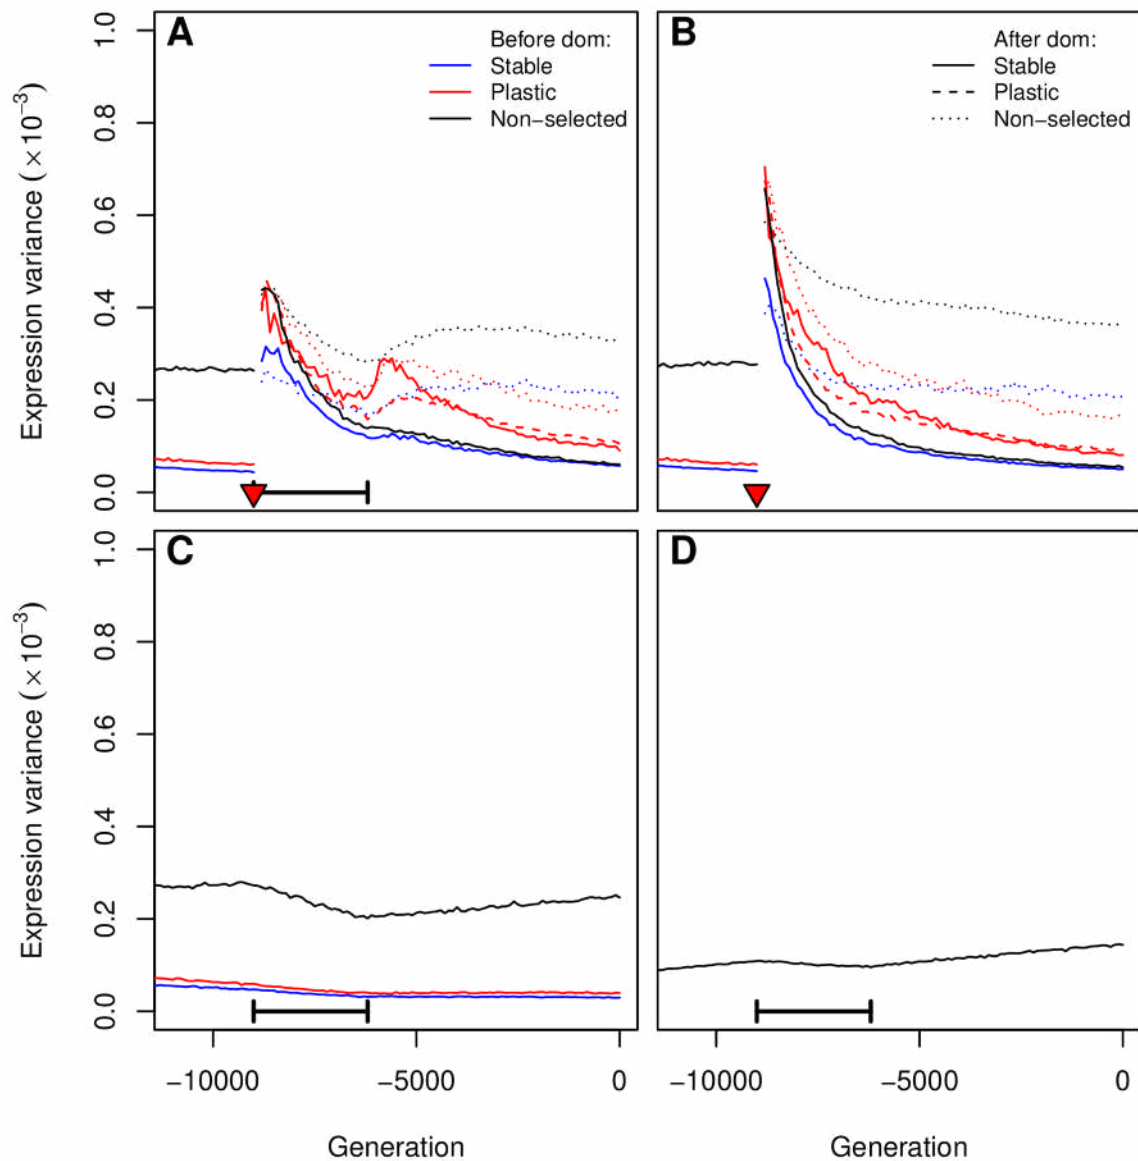 A
Before dom:
Stable
Plastic
Non−selected
B
After dom:
Stable
Plastic
Non−selected
Expression variance (×10−3)
1.0
0.8
0.6
0.4
0.2
0.0
C
D
Expression variance (×10−3)
1.0
0.8
0.6
0.4
0.2
0.0
−10000 −5000 0
−10000 −5000 0
Generation
Generation